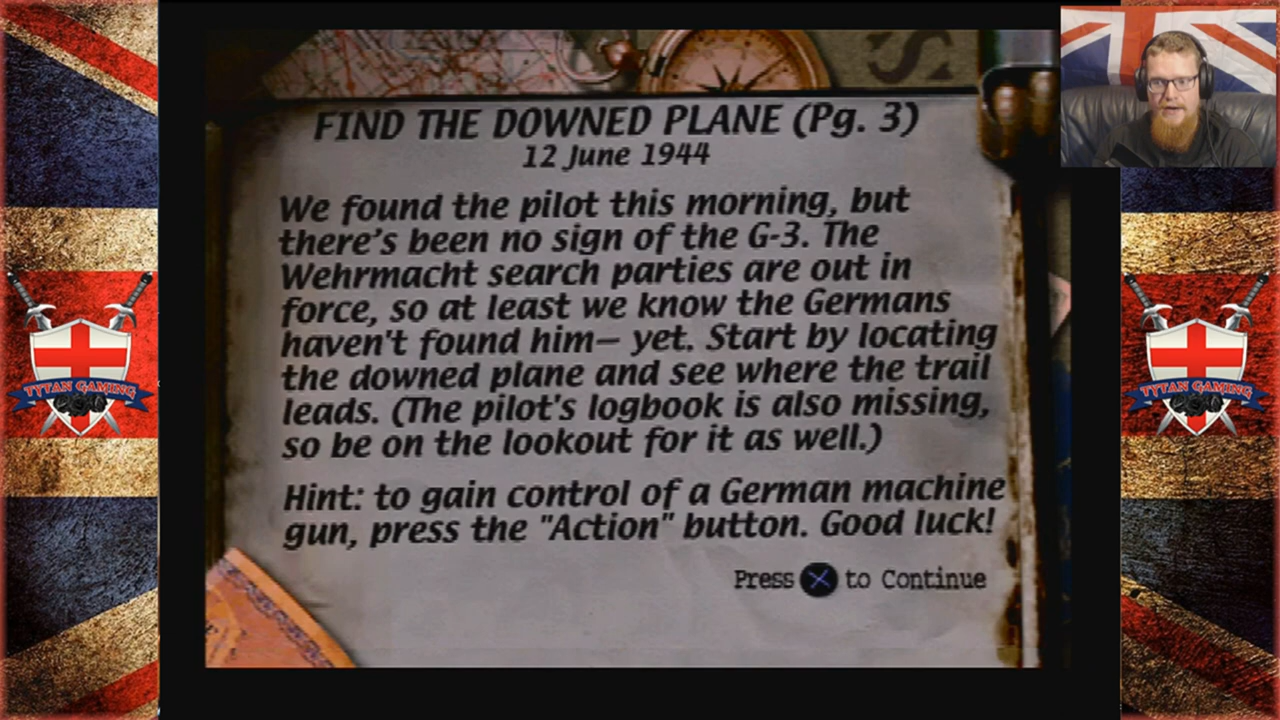 FIND THE DOWNED PLANE (Pg. 3)
12 June 1944
We found the pilot this morning, but
there's been no sign of the G-3. The
Wehrmacht search parties are out in
force, so at least we know the Germans
haven't found him— yet. Start by locating
the downed plane and see where the trail
leads. (The pilot's logbook is also missing,
so be on the lookout for it as well.)
Hint: to gain control of a German machine
gun, press the "Action" button. Good luck!
Press X to Continue
TYTAN GAMING
TYTAN GAMING